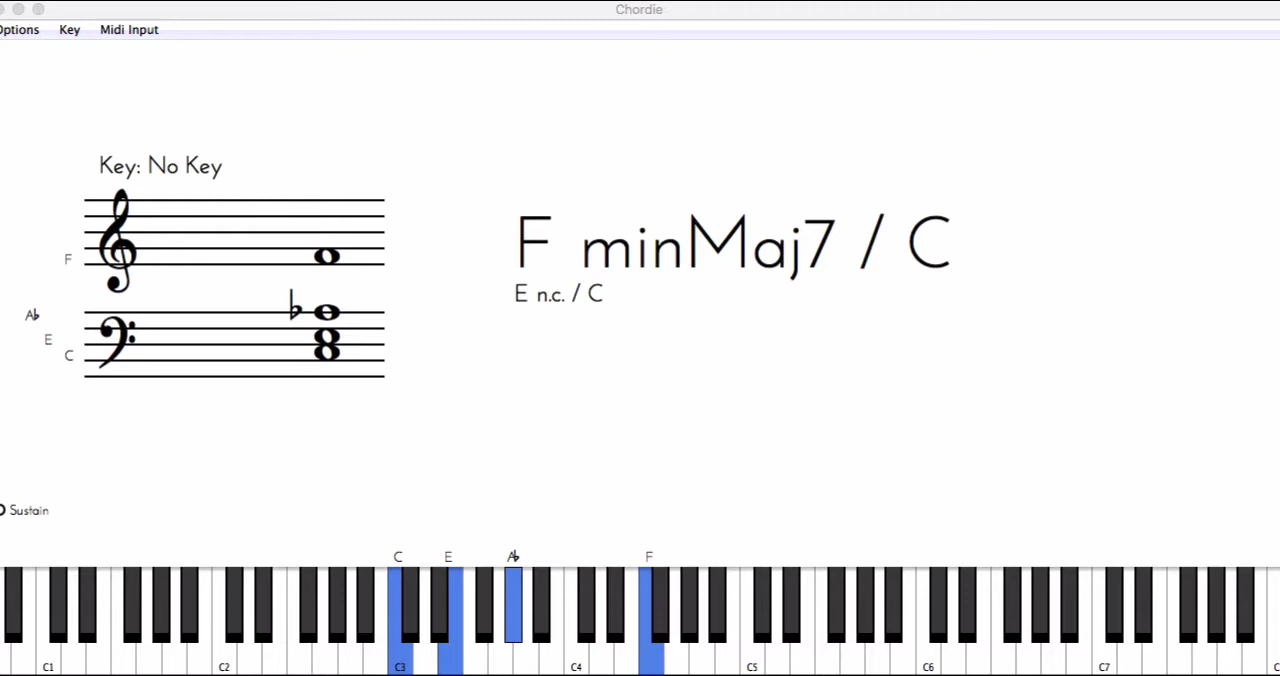 Chordie
Options Key Midi Input
Key: No Key
F
A♭
E
C
F minMaj7 / C
E n.c. / C
Sustain
C E A♭ F
C1 C2 C3 C4 C5 C6 C7 C